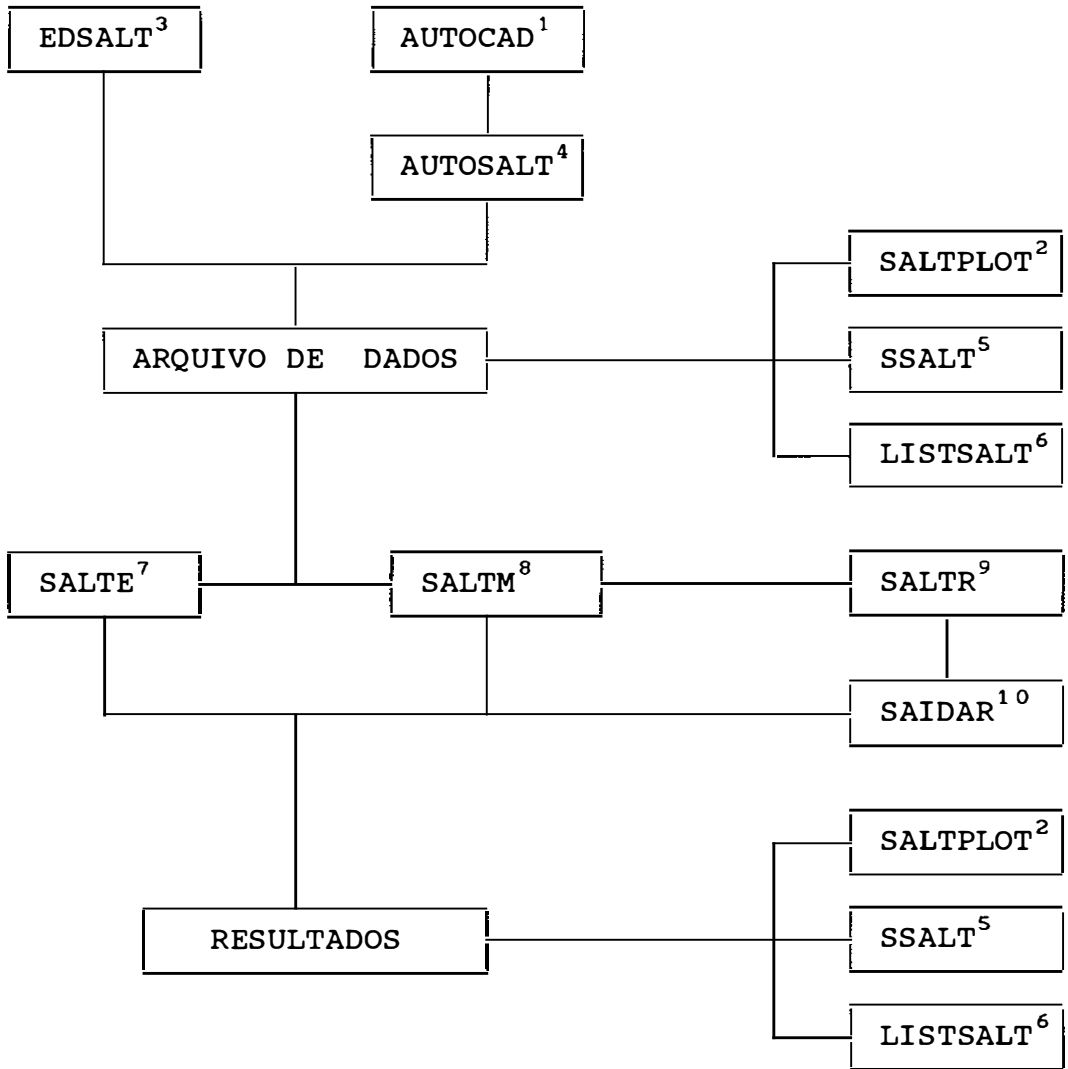 EDSALT³
AUTOCAD¹
AUTOSALT⁴
SALTPLOT²
ARQUIVO DE DADOS
SSALT⁵
LISTSALT⁶
SALTE⁷
SALTM⁸
SALTR⁹
SAIDAR¹⁰
SALTPLOT²
RESULTADOS
SSALT⁵
LISTSALT⁶